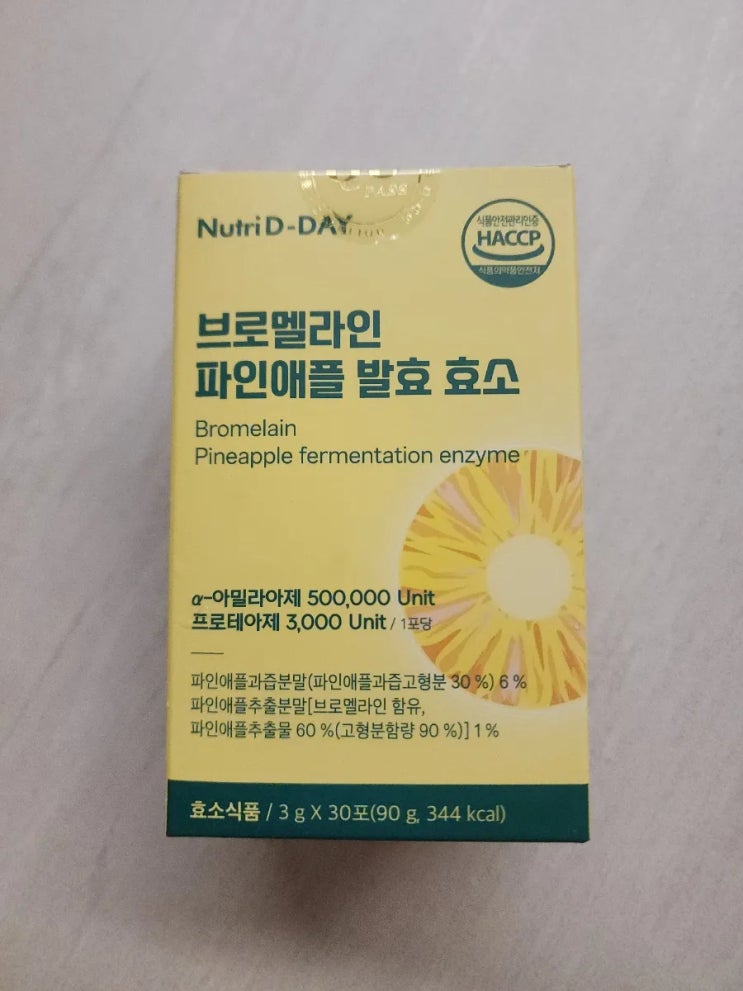 PASS
Nutri D-DAY
식품안전관리인증
HACCP
식품의약품안전처
브로멜라인
파인애플 발효 효소
Bromelain
Pineapple fermentation enzyme
α-아밀라아제 500,000 Unit
프로테아제 3,000 Unit / 1포당
파인애플과즙분말(파인애플과즙고형분 30 %) 6 %
파인애플추출분말[브로멜라인 함유,
파인애플추출물 60 %(고형분함량 90 %)] 1 %
효소식품 / 3 g X 30포(90 g, 344 kcal)